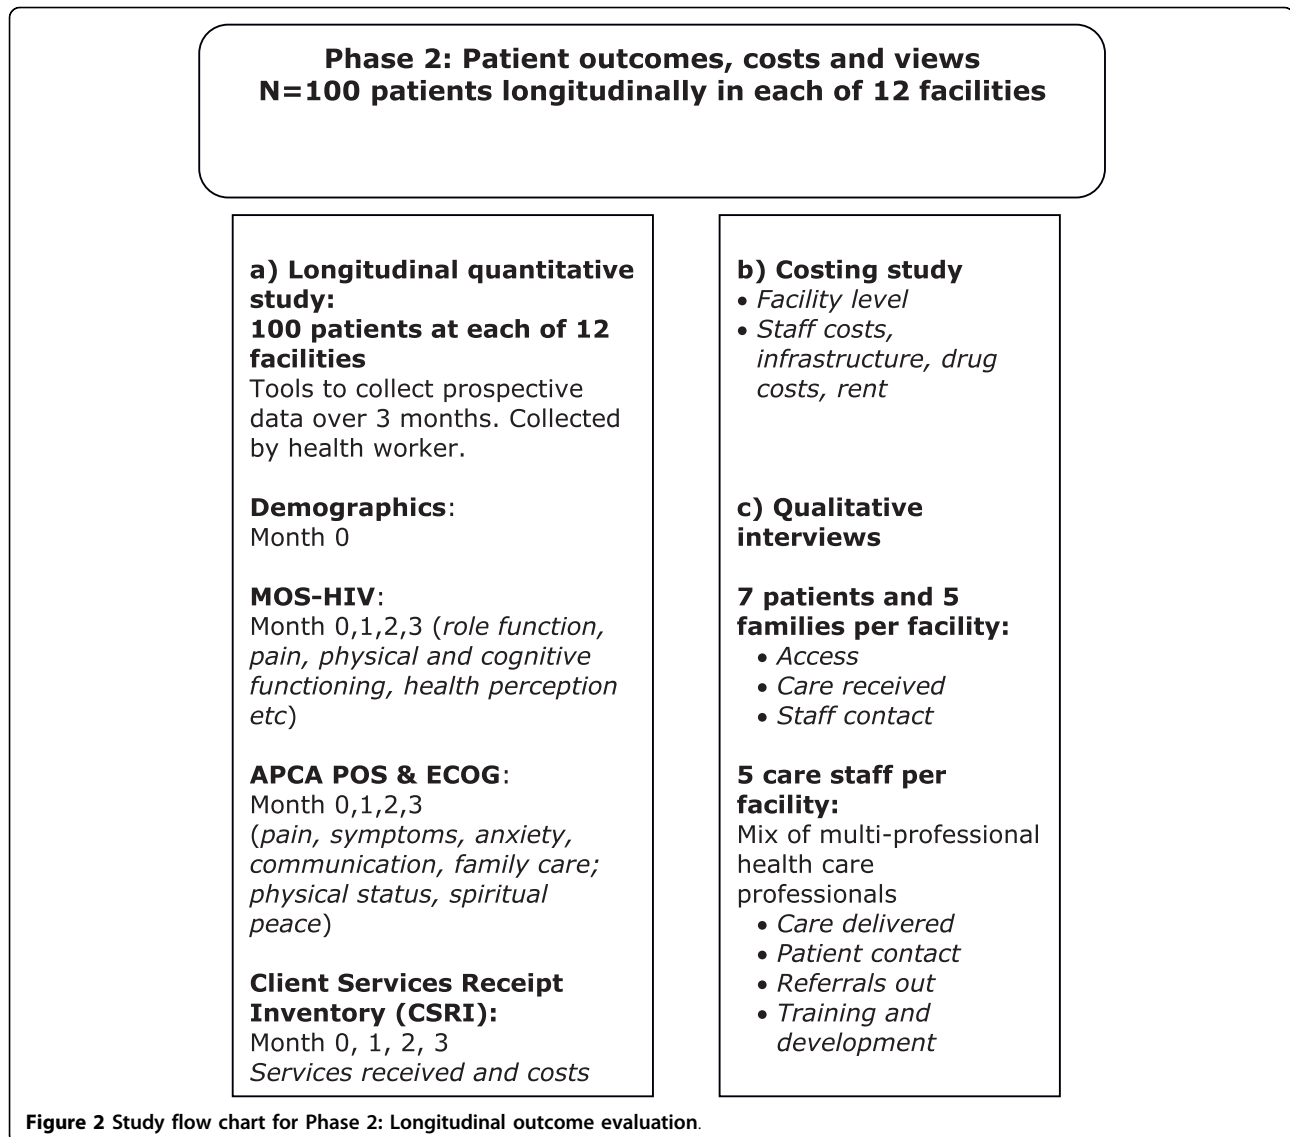 Phase 2: Patient outcomes, costs and views
N=100 patients longitudinally in each of 12 facilities
a) Longitudinal quantitative
study:
100 patients at each of 12
facilities
Tools to collect prospective
data over 3 months. Collected
by health worker.
Demographics:
Month 0
MOS-HIV:
Month 0,1,2,3 (role function,
pain, physical and cognitive
functioning, health perception
etc)
APCA POS & ECOG:
Month 0,1,2,3
(pain, symptoms, anxiety,
communication, family care;
physical status, spiritual
peace)
Client Services Receipt
Inventory (CSRI):
Month 0, 1, 2, 3
Services received and costs
b) Costing study
• Facility level
• Staff costs,
infrastructure, drug
costs, rent
c) Qualitative
interviews
7 patients and 5
families per facility:
• Access
• Care received
• Staff contact
5 care staff per
facility:
Mix of multi-professional
health care
professionals
• Care delivered
• Patient contact
• Referrals out
• Training and
development
Figure 2 Study flow chart for Phase 2: Longitudinal outcome evaluation.